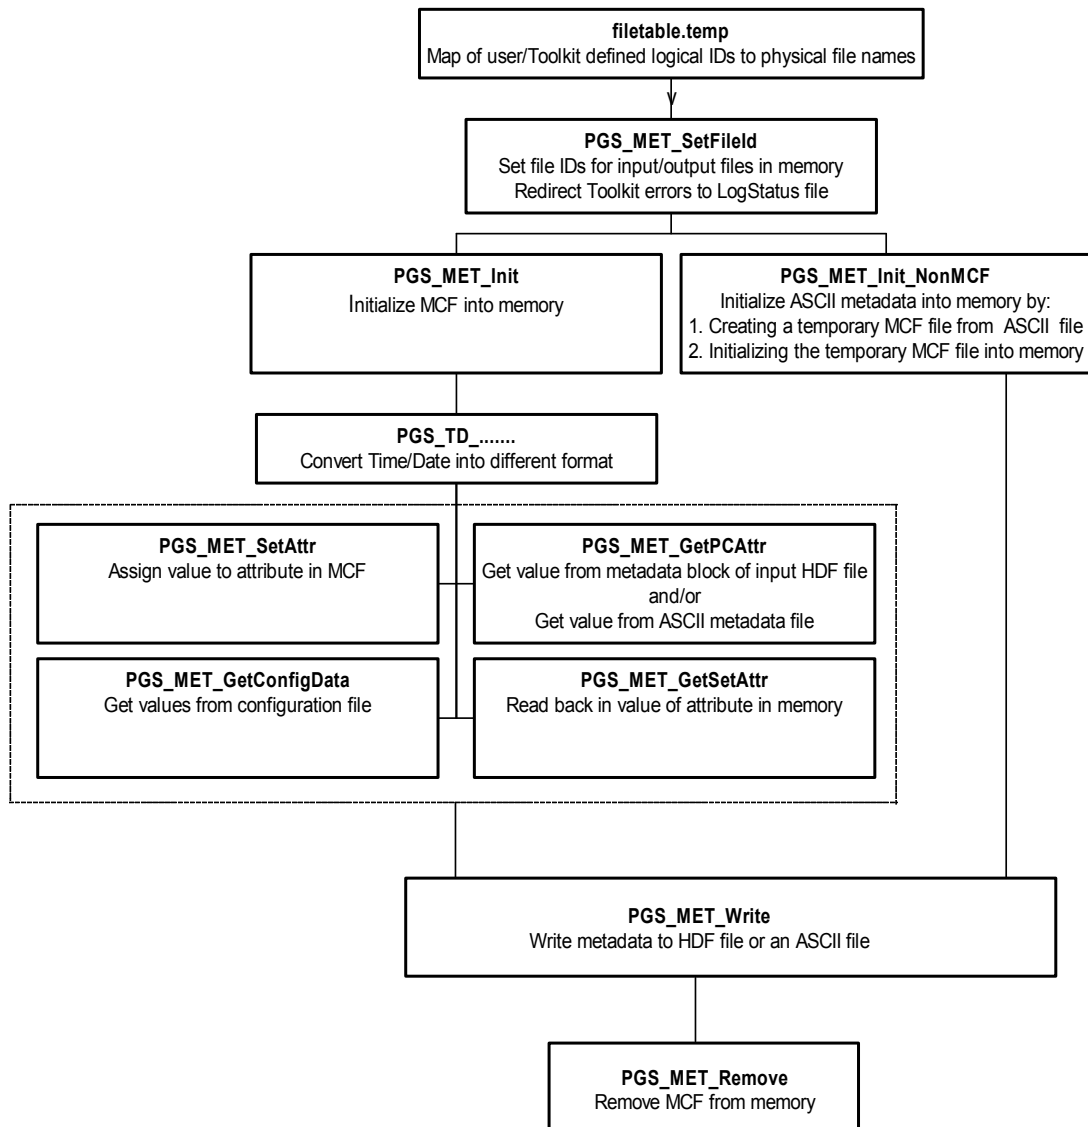 filetable.temp
Map of user/Toolkit defined logical IDs to physical file names
PGS_MET_SetFileId
Set file IDs for input/output files in memory
Redirect Toolkit errors to LogStatus file
PGS_MET_Init
Initialize MCF into memory
PGS_MET_Init_NonMCF
Initialize ASCII metadata into memory by:
1. Creating a temporary MCF file from ASCII file
2. Initializing the temporary MCF file into memory
PGS_TD_.......
Convert Time/Date into different format
PGS_MET_SetAttr
Assign value to attribute in MCF
PGS_MET_GetPCAttr
Get value from metadata block of input HDF file
and/or
Get value from ASCII metadata file
PGS_MET_GetConfigData
Get values from configuration file
PGS_MET_GetSetAttr
Read back in value of attribute in memory
PGS_MET_Write
Write metadata to HDF file or an ASCII file
PGS_MET_Remove
Remove MCF from memory